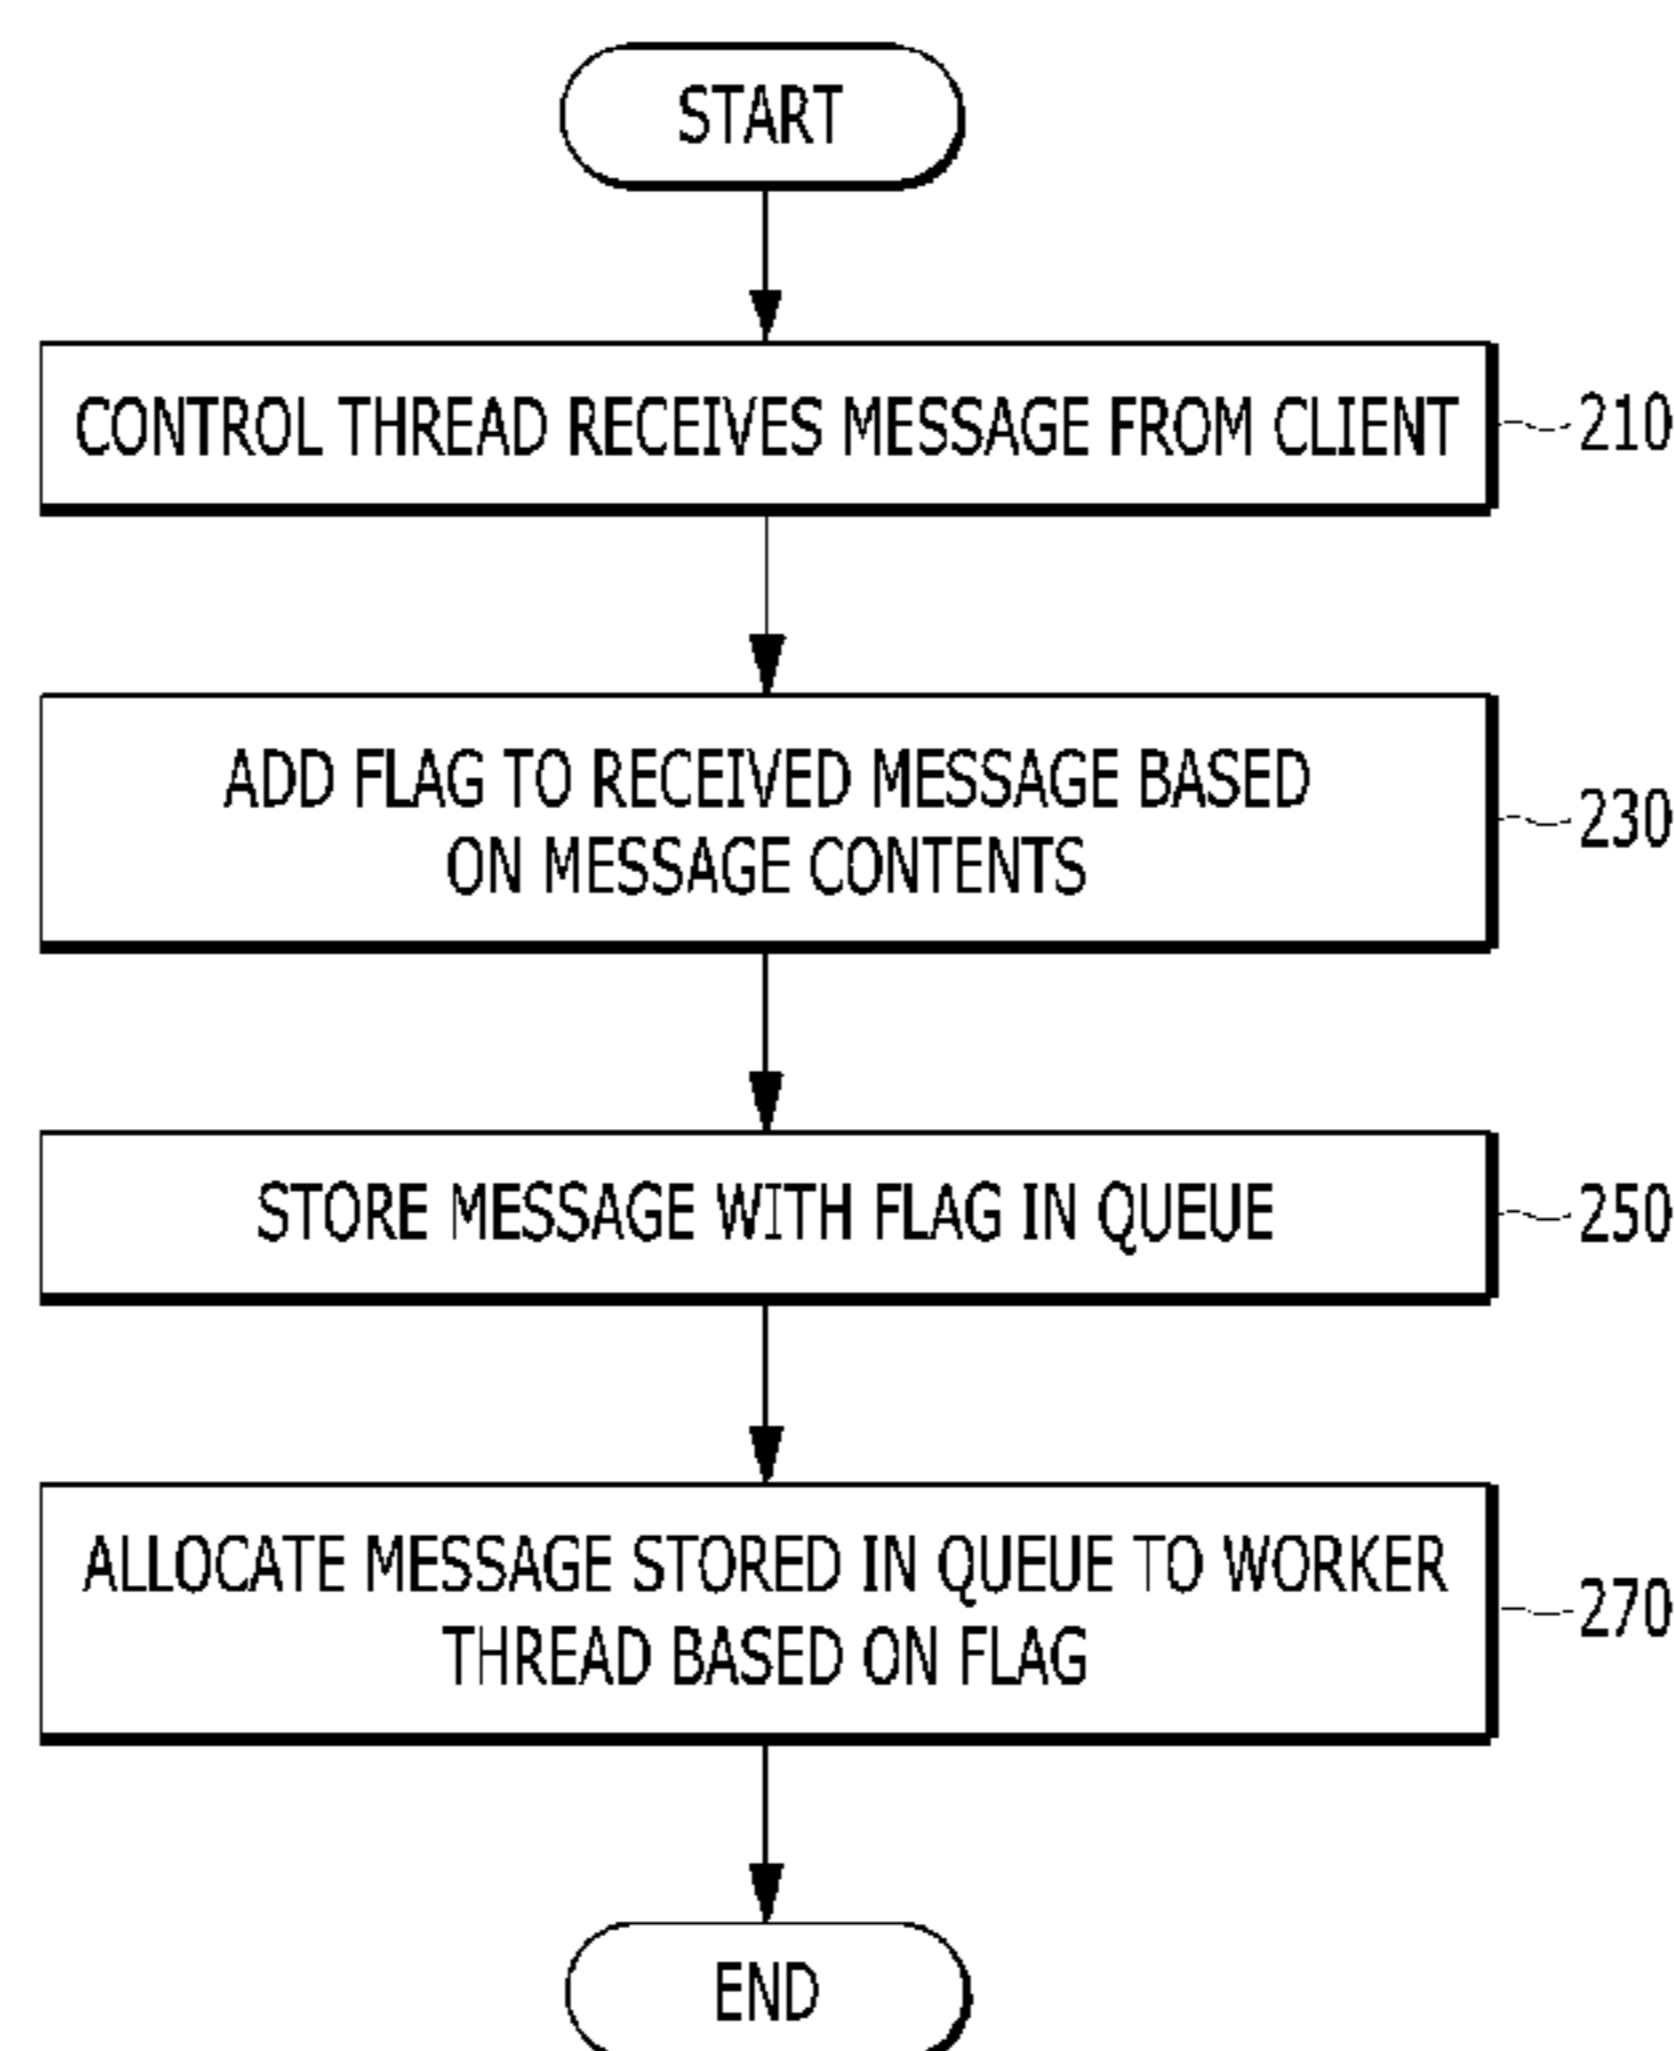 START
CONTROL THREAD RECEIVES MESSAGE FROM CLIENT
210
ADD FLAG TO RECEIVED MESSAGE BASED
ON MESSAGE CONTENTS
230
STORE MESSAGE WITH FLAG IN QUEUE
250
ALLOCATE MESSAGE STORED IN QUEUE TO WORKER
THREAD BASED ON FLAG
270
END